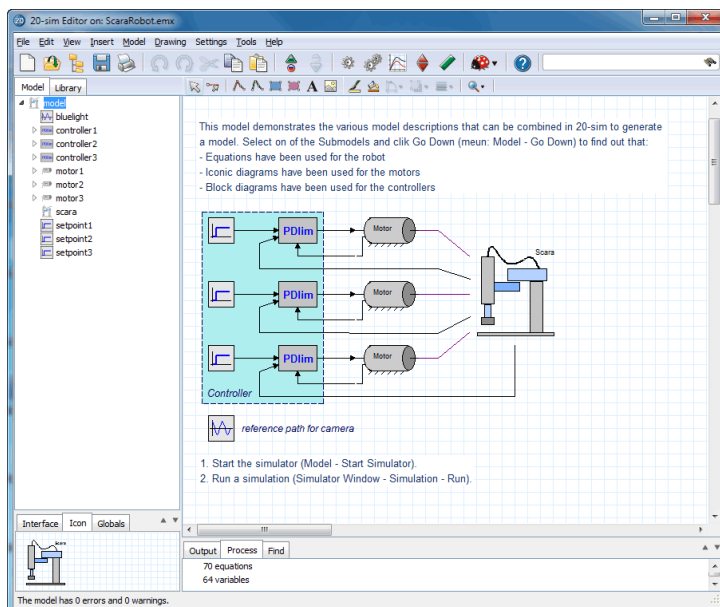 20-sim Editor on: ScaraRobot.emx
File Edit View Insert Model Drawing Settings Tools Help
Model Library
model
bluelight
controller1
controller2
controller3
motor1
motor2
motor3
scara
setpoint1
setpoint2
setpoint3
This model demonstrates the various model descriptions that can be combined in 20-sim to generate
a model. Select on of the Submodels and clik Go Down (meun: Model - Go Down) to find out that:
- Equations have been used for the robot
- Iconic diagrams have been used for the motors
- Block diagrams have been used for the controllers
PDlim
Motor
Scara
PDlim
Motor
PDlim
Motor
Controller
reference path for camera
1. Start the simulator (Model - Start Simulator).
2. Run a simulation (Simulator Window - Simulation - Run).
Interface Icon Globals
Scara
Output Process Find
70 equations
64 variables
The model has 0 errors and 0 warnings.